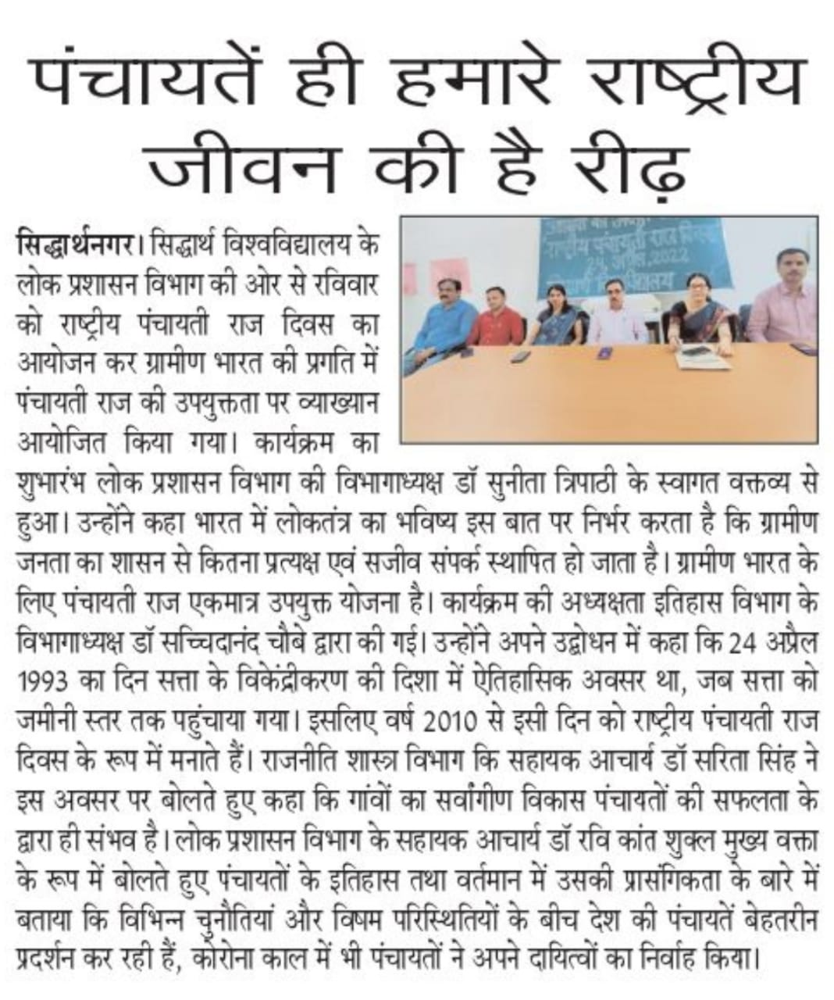 पंचायतें ही हमारे राष्ट्रीय
जीवन की है रीढ़
सिद्धार्थनगर। सिद्धार्थ विश्वविद्यालय के
लोक प्रशासन विभाग की ओर से रविवार
को राष्ट्रीय पंचायती राज दिवस का
आयोजन कर ग्रामीण भारत की प्रगति में
पंचायती राज की उपयुक्तता पर व्याख्यान
आयोजित किया गया। कार्यक्रम का
राष्ट्रीय पंचायती राज दिवस
24, अप्रैल, 2022
शुभारंभ लोक प्रशासन विभाग की विभागाध्यक्ष डॉ सुनीता त्रिपाठी के स्वागत वक्तव्य से
हुआ। उन्होंने कहा भारत में लोकतंत्र का भविष्य इस बात पर निर्भर करता है कि ग्रामीण
जनता का शासन से कितना प्रत्यक्ष एवं सजीव संपर्क स्थापित हो जाता है। ग्रामीण भारत के
लिए पंचायती राज एकमात्र उपयुक्त योजना है। कार्यक्रम की अध्यक्षता इतिहास विभाग के
विभागाध्यक्ष डॉ सच्चिदानंद चौबे द्वारा की गई। उन्होंने अपने उद्बोधन में कहा कि 24 अप्रैल
1993 का दिन सत्ता के विकेंद्रीकरण की दिशा में ऐतिहासिक अवसर था, जब सत्ता को
जमीनी स्तर तक पहुंचाया गया। इसलिए वर्ष 2010 से इसी दिन को राष्ट्रीय पंचायती राज
दिवस के रूप में मनाते हैं। राजनीति शास्त्र विभाग कि सहायक आचार्य डॉ सरिता सिंह ने
इस अवसर पर बोलते हुए कहा कि गांवों का सर्वांगीण विकास पंचायतों की सफलता के
द्वारा ही संभव है। लोक प्रशासन विभाग के सहायक आचार्य डॉ रवि कांत शुक्ल मुख्य वक्ता
के रूप में बोलते हुए पंचायतों के इतिहास तथा वर्तमान में उसकी प्रासंगिकता के बारे में
बताया कि विभिन्न चुनौतियां और विषम परिस्थितियों के बीच देश की पंचायतें बेहतरीन
प्रदर्शन कर रही हैं, कोरोना काल में भी पंचायतों ने अपने दायित्वों का निर्वाह किया।